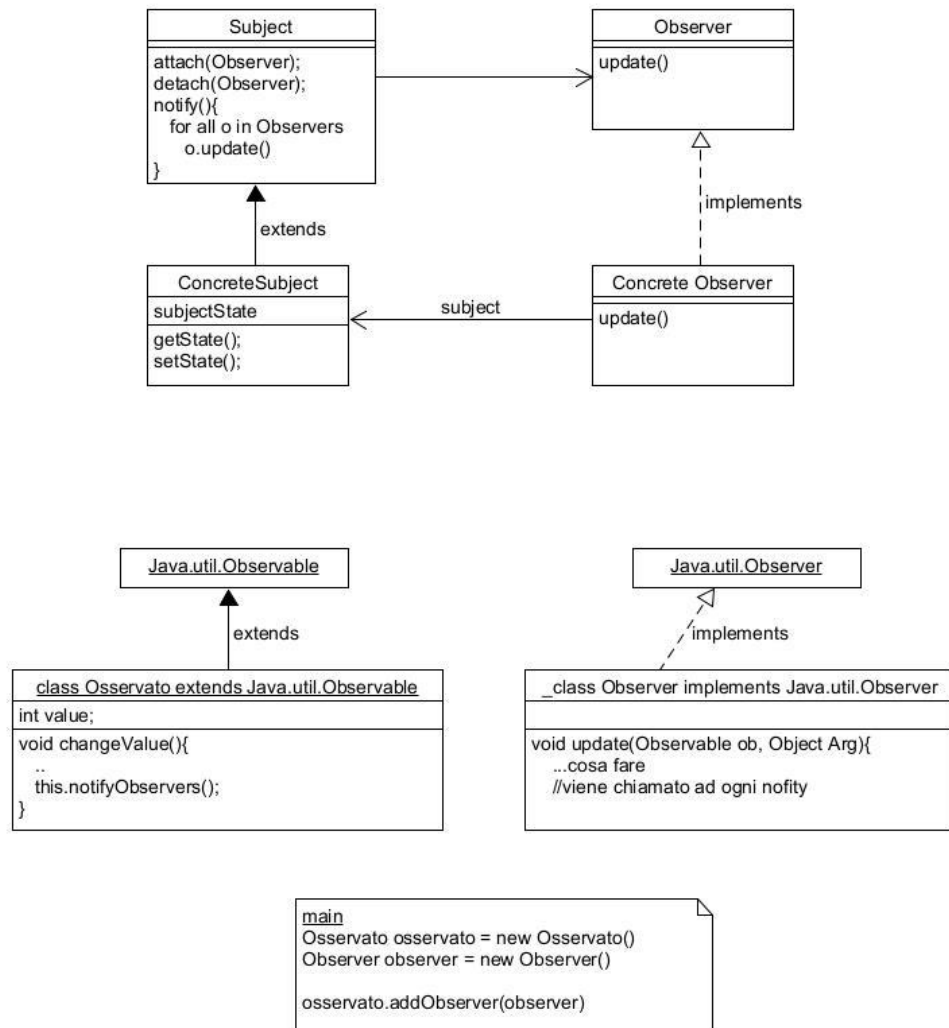 Subject
attach(Observer);
detach(Observer);
notify(){
for all o in Observers
o.update()
}
Observer
update()
extends
implements
ConcreteSubject
subjectState
getState();
setState();
subject
Concrete Observer
update()
Java.util.Observable
Java.util.Observer
extends
implements
class Osservato extends Java.util.Observable
int value;
void changeValue(){
..
this.notifyObservers();
}
_class Observer implements Java.util.Observer
void update(Observable ob, Object Arg){
...cosa fare
//viene chiamato ad ogni nofity
main
Osservato osservato = new Osservato()
Observer observer = new Observer()
osservato.addObserver(observer)